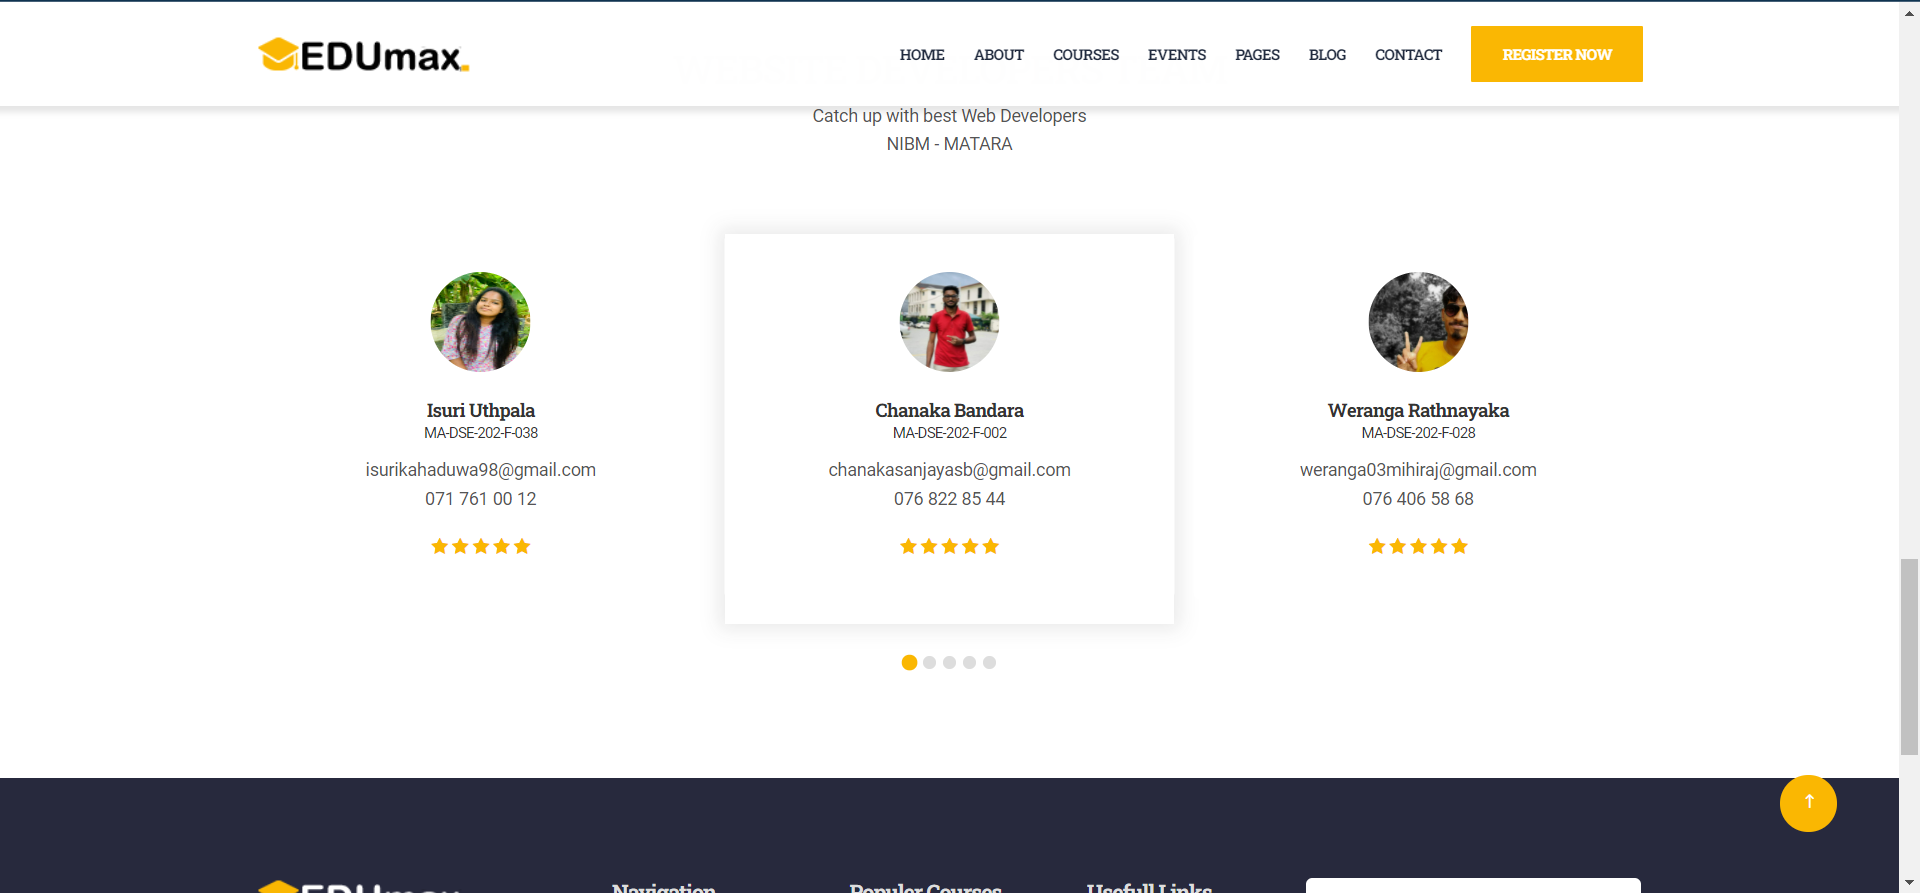 EDUmax.
HOME ABOUT COURSES EVENTS PAGES BLOG CONTACT REGISTER NOW
Catch up with best Web Developers
NIBM - MATARA
Isuri Uthpala
MA-DSE-202-F-038
isurikahaduwa98@gmail.com
071 761 00 12
Chanaka Bandara
MA-DSE-202-F-002
chanakasanjayasb@gmail.com
076 822 85 44
Weranga Rathnayaka
MA-DSE-202-F-028
weranga03mihiraj@gmail.com
076 406 58 68
EDUmax
Navigation
Popular Courses
Usefull Links